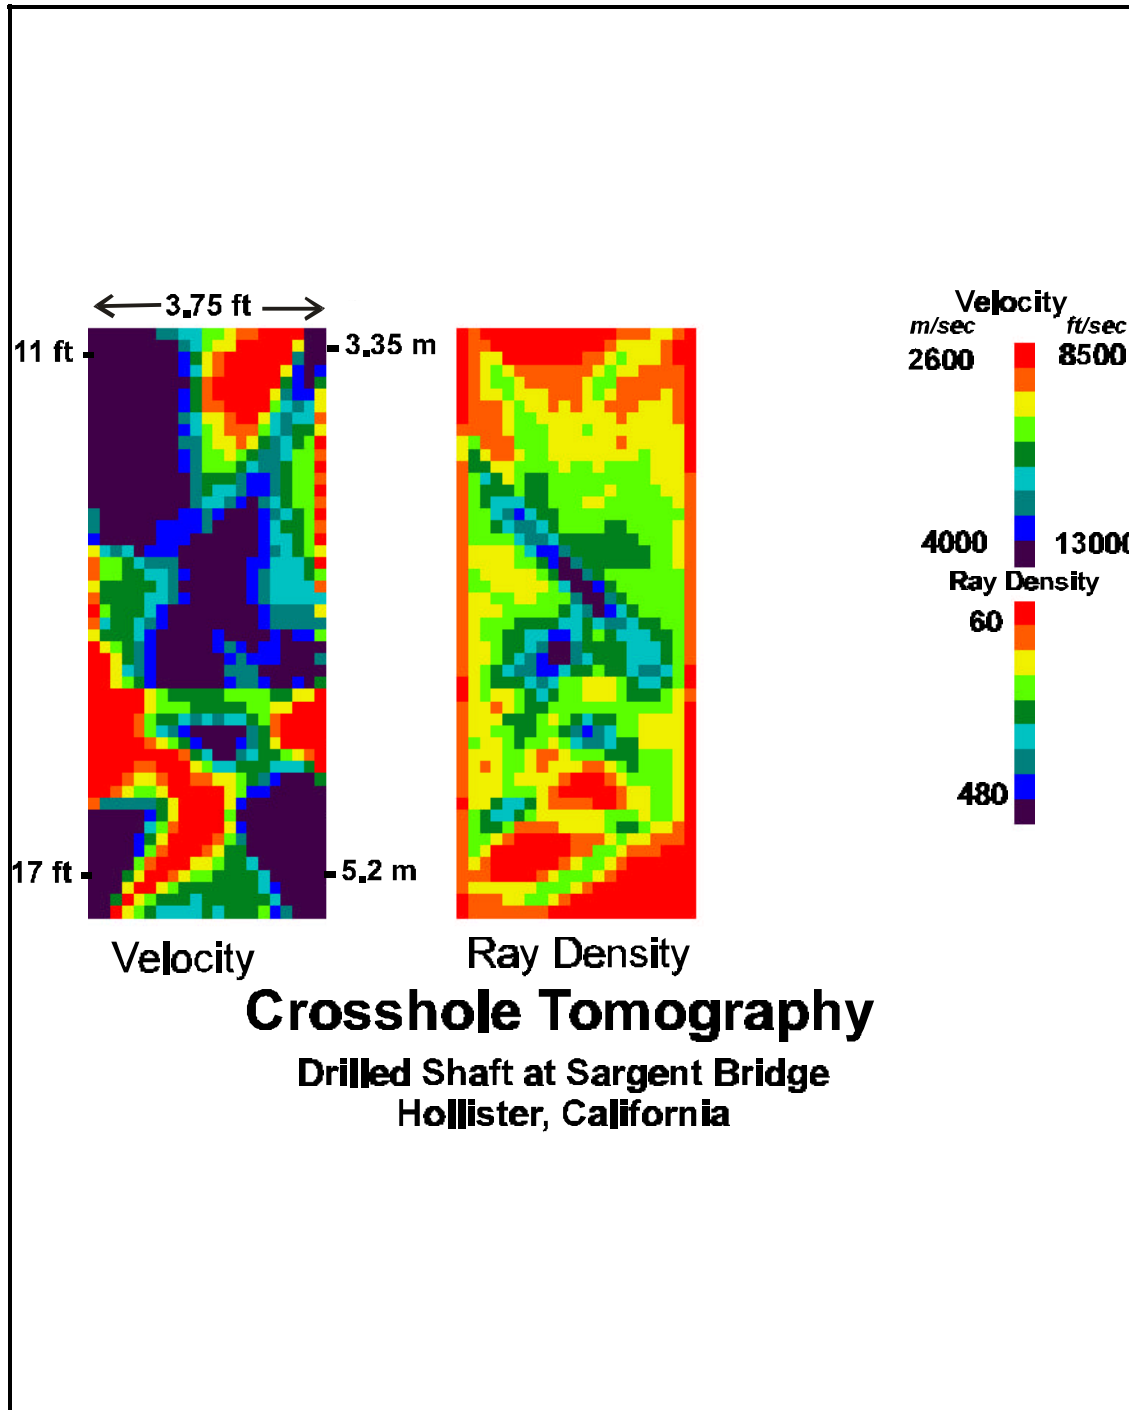 3.75 ft
11 ft
3.35 m
17 ft
5.2 m
Velocity
m/sec ft/sec
2600 8500
4000 13000
Ray Density
60
480
Velocity
Ray Density
Crosshole Tomography
Drilled Shaft at Sargent Bridge
Hollister, California